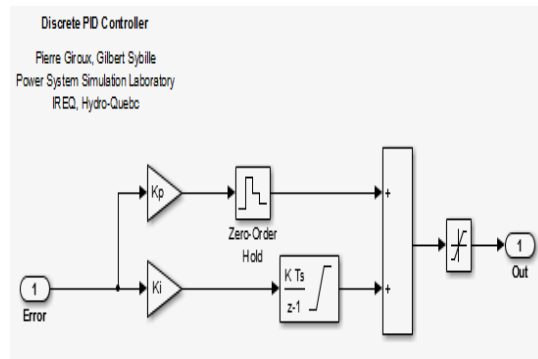 Discrete PID Controller
Pierre Giroux, Gilbert Sybille
Power System Simulation Laboratory
IREQ, Hydro-Quebc
Kp
+
Zero-Order
Hold
1
Out
1
Error
Ki
K Ts
z-1
+